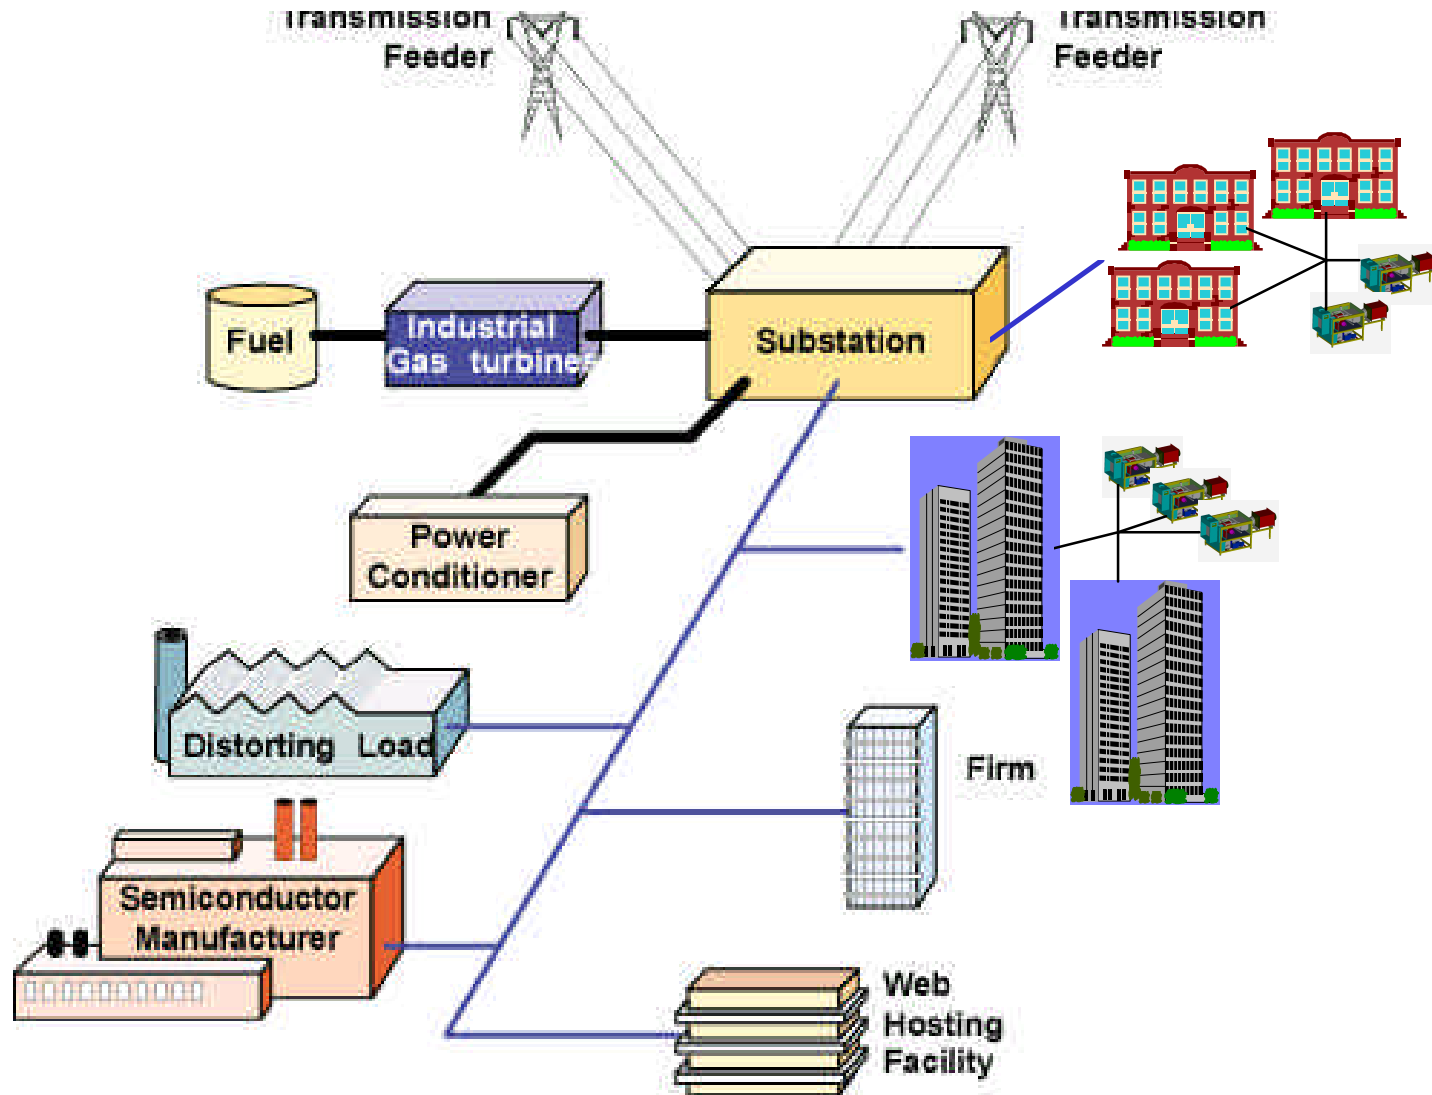 Transmission
Feeder
Transmission
Feeder
Fuel
Industrial
Gas turbines
Substation
Power
Conditioner
Distorting Load
Firm
Semiconductor
Manufacturer
Web
Hosting
Facility